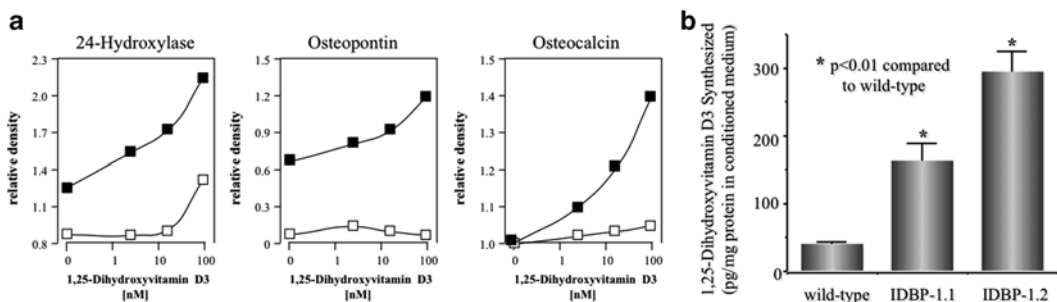 a
24-Hydroxylase
relative density
2.3
2.0
1.7
1.4
1.1
0.8
0 1 10 100
1,25-Dihydroxyvitamin D3
[nM]
Osteopontin
relative density
1.5
1.2
0.9
0.6
0.3
0
0 1 10 100
1,25-Dihydroxyvitamin D3
[nM]
Osteocalcin
relative density
1.5
1.4
1.3
1.2
1.1
1.0
0 1 10 100
1,25-Dihydroxyvitamin D3
[nM]
b
1,25-Dihydroxyvitamin D3 Synthesized
(pg/mg protein in conditioned medium)
300
200
100
0
* p<0.01 compared
to wild-type
*
*
wild-type IDBP-1.1 IDBP-1.2